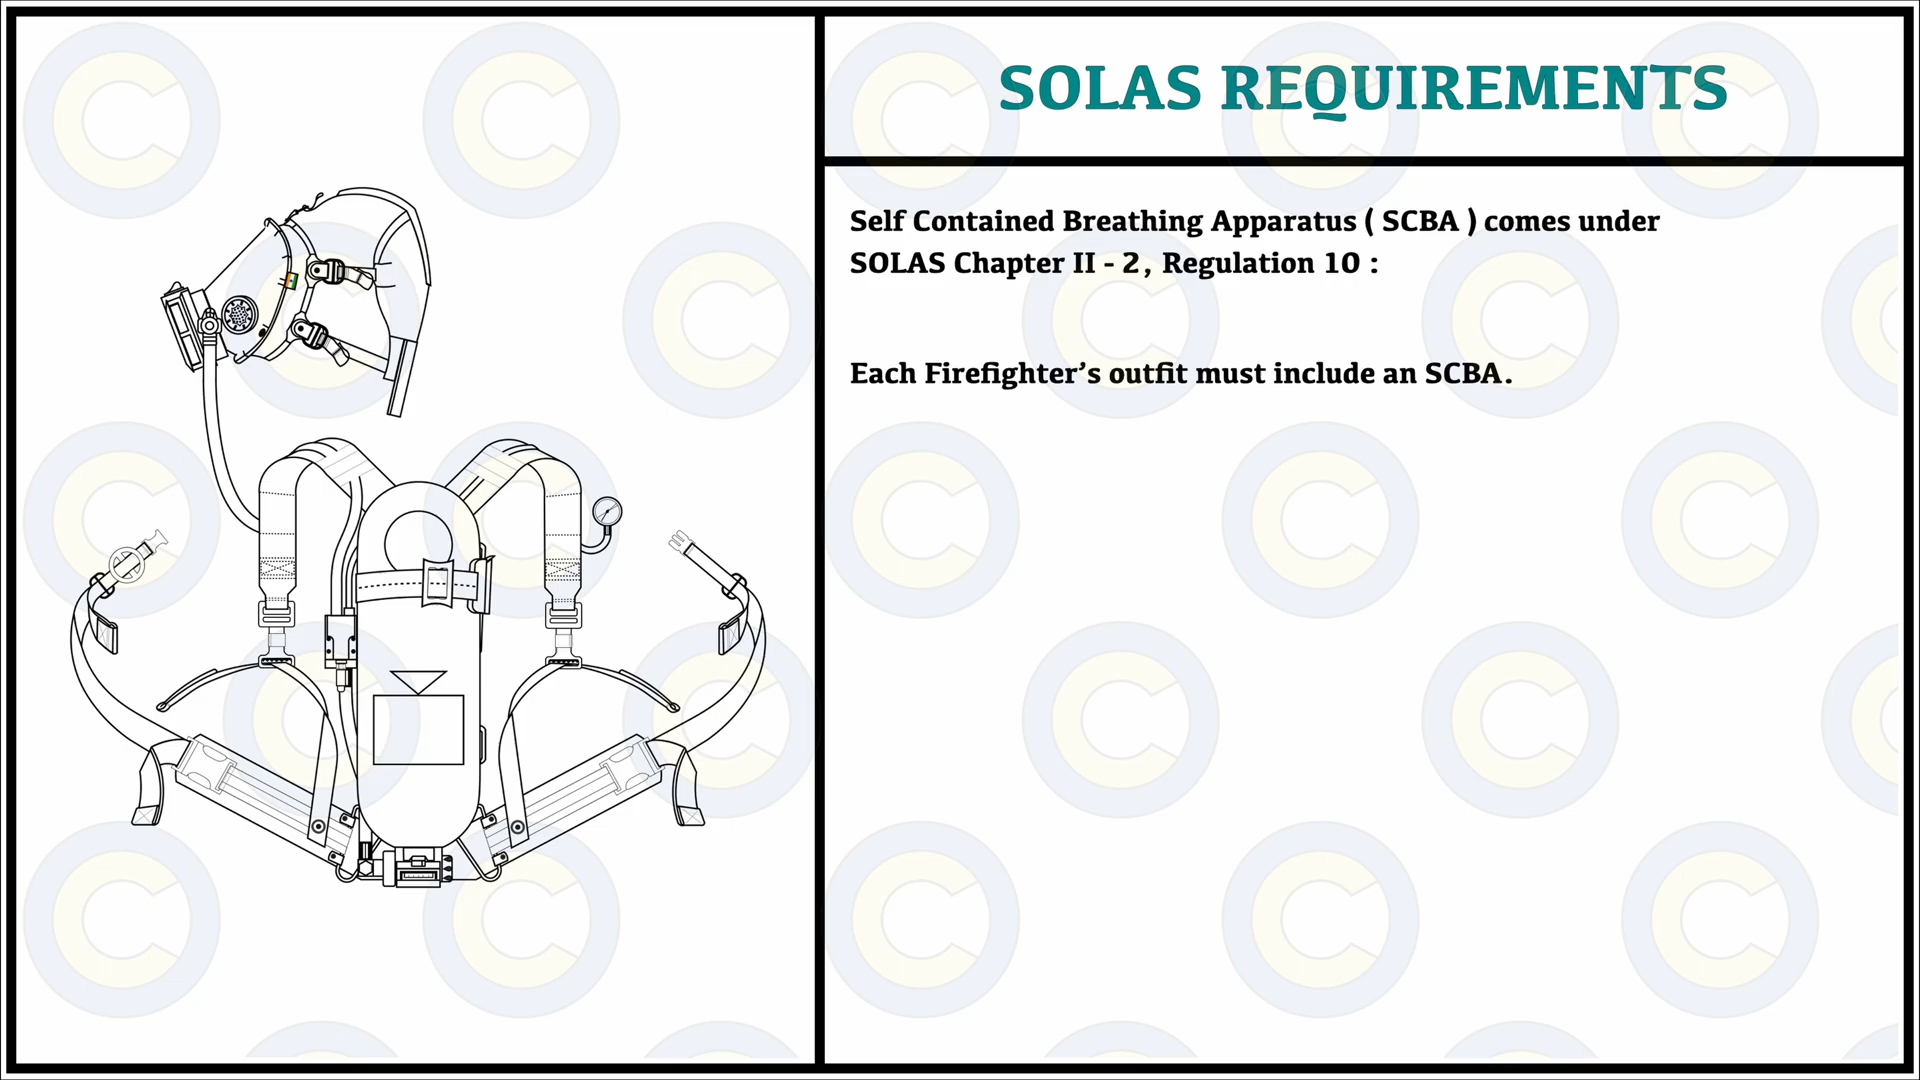 SOLAS REQUIREMENTS
Self Contained Breathing Apparatus ( SCBA ) comes under
SOLAS Chapter II - 2, Regulation 10 :
Each Firefighter’s outfit must include an SCBA.